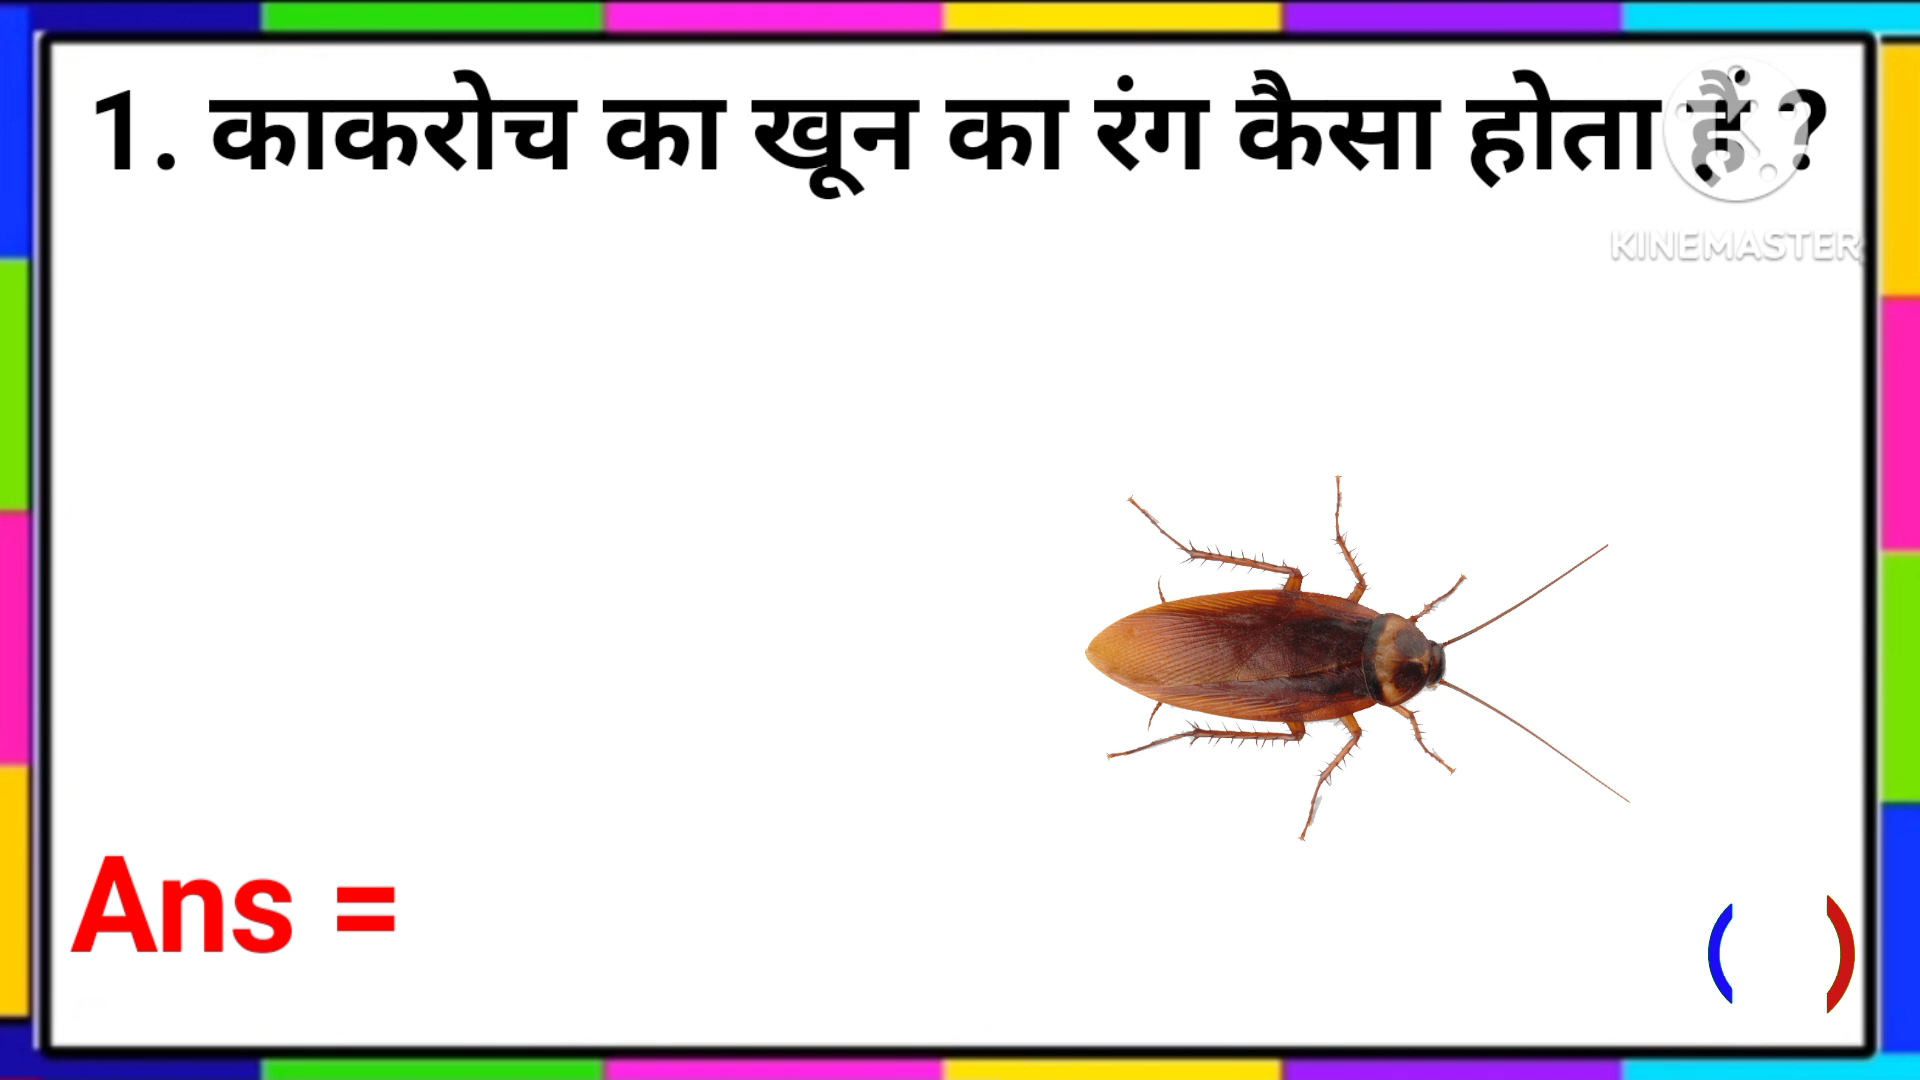 1. काकरोच का खून का रंग कैसा होता हैं ?
KINEMASTER
Ans =
( )